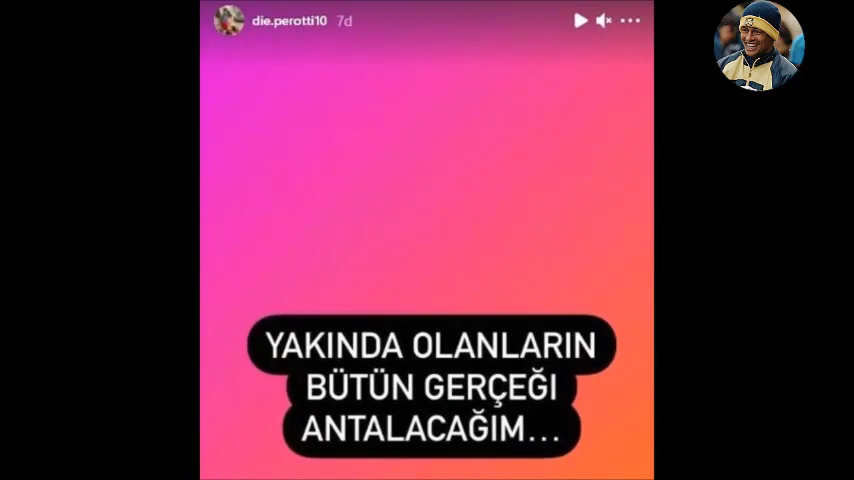 die.perotti10 7d
YAKINDA OLANLARIN
BÜTÜN GERÇEĞI
ANTALACAĞIM...